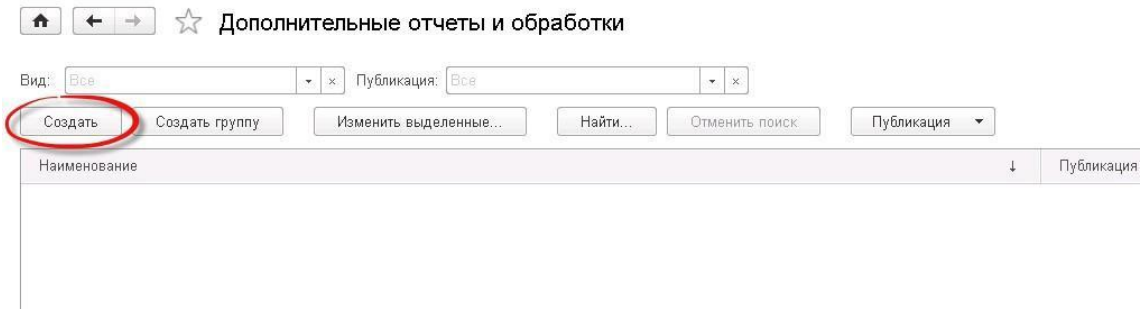 Дополнительные отчеты и обработки
Вид: Все Публикация: Все
Создать Создать группу Изменить выделенные... Найти... Отменить поиск Публикация
Наименование Публикация